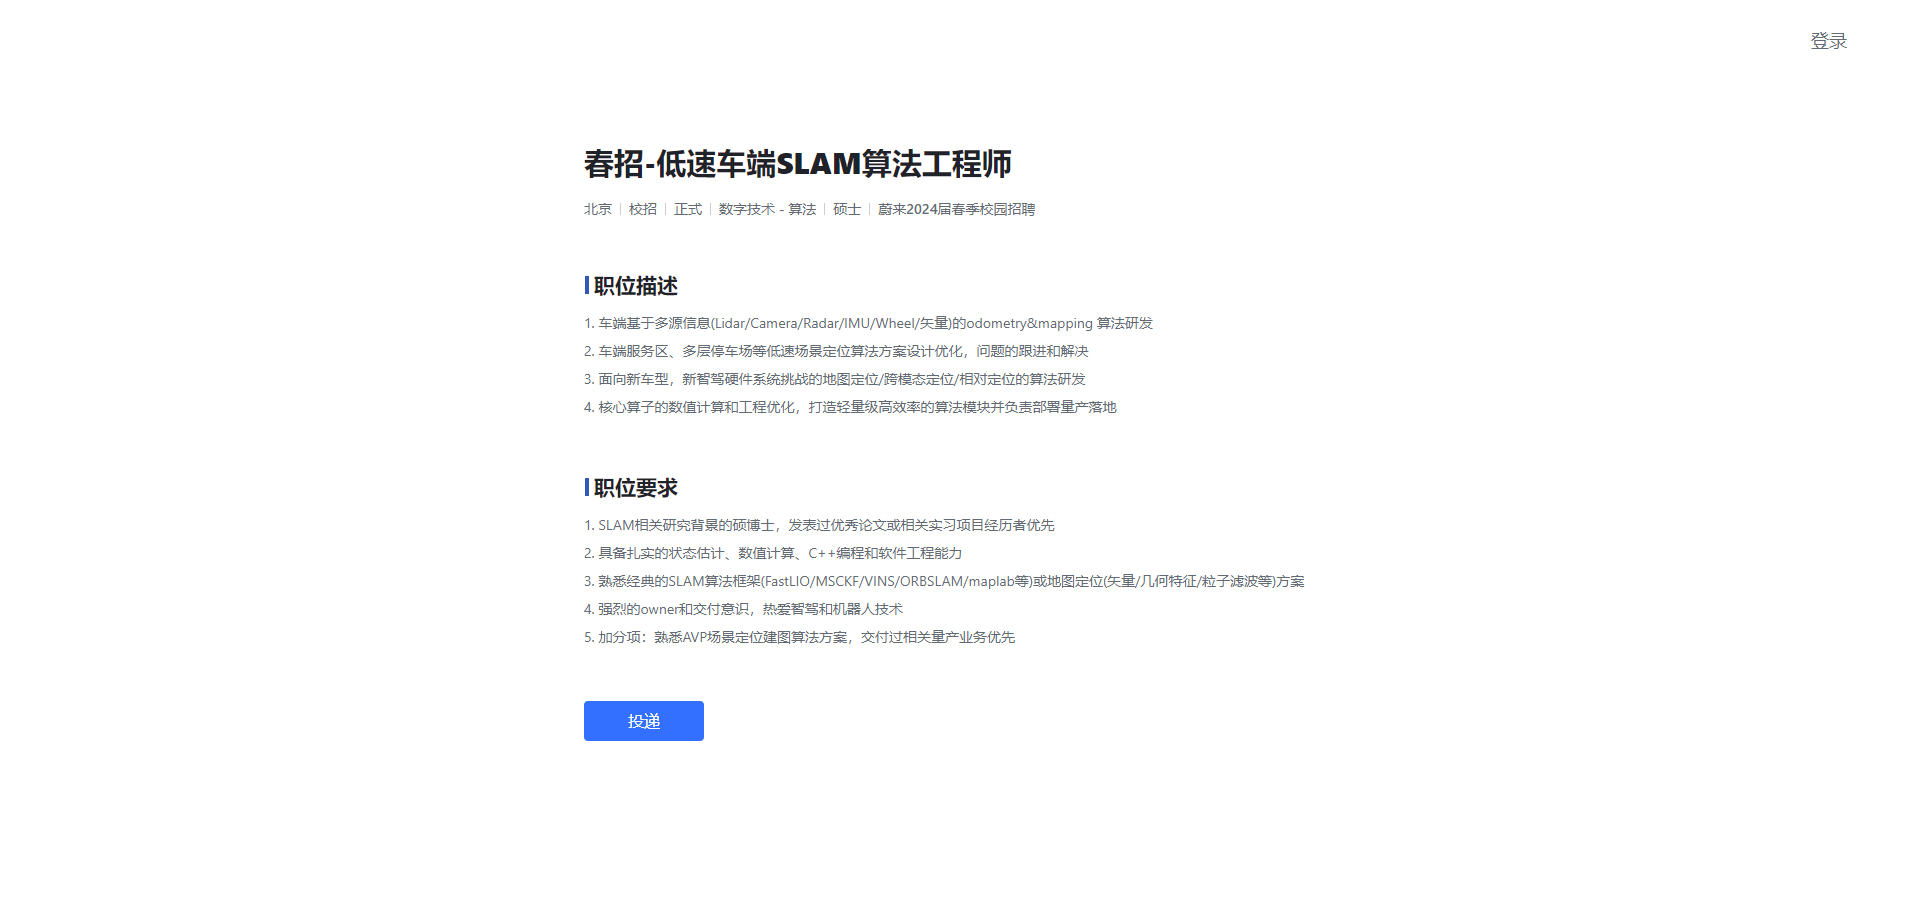 登录
春招-低速车端SLAM算法工程师
北京 | 校招 | 正式 | 数字技术 - 算法 | 硕士 | 蔚来2024届春季校园招聘
职位描述
1. 车端基于多源信息(Lidar/Camera/Radar/IMU/Wheel/矢量)的odometry&mapping 算法研发
2. 车端服务区、多层停车场等低速场景定位算法方案设计优化，问题的跟进和解决
3. 面向新车型，新智驾硬件系统挑战的地图定位/跨模态定位/相对定位的算法研发
4. 核心算子的数值计算和工程优化，打造轻量级高效率的算法模块并负责部署量产落地
职位要求
1. SLAM相关研究背景的硕博士，发表过优秀论文或相关实习项目经历者优先
2. 具备扎实的状态估计、数值计算、C++编程和软件工程能力
3. 熟悉经典的SLAM算法框架(FastLIO/MSCKF/VINS/ORBSLAM/maplab等)或地图定位(矢量/几何特征/粒子滤波等)方案
4. 强烈的owner和交付意识，热爱智驾和机器人技术
5. 加分项：熟悉AVP场景定位建图算法方案，交付过相关量产业务优先
投递